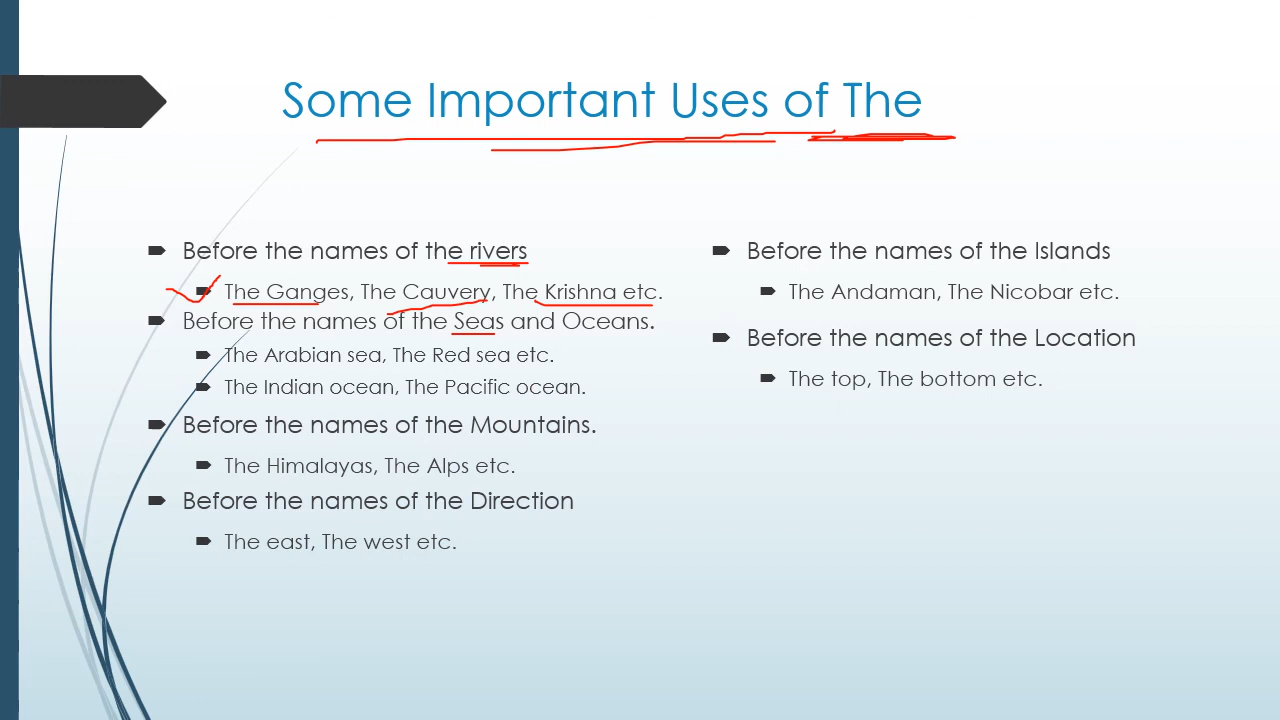 Some Important Uses of The
Before the names of the rivers
The Ganges, The Cauvery, The Krishna etc.
Before the names of the Seas and Oceans.
The Arabian sea, The Red sea etc.
The Indian ocean, The Pacific ocean.
Before the names of the Mountains.
The Himalayas, The Alps etc.
Before the names of the Direction
The east, The west etc.
Before the names of the Islands
The Andaman, The Nicobar etc.
Before the names of the Location
The top, The bottom etc.